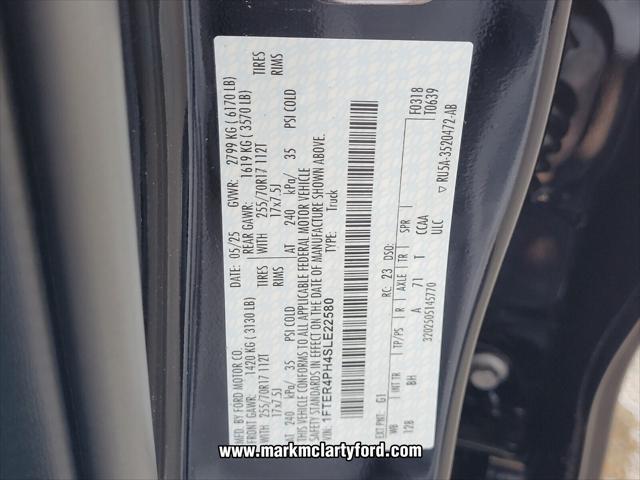 MFD. BY FORD MOTOR CO.
DATE: 05/25 GVWR: 2799 KG ( 6170 LB)
FRONT GAWR: 1420 KG ( 3130LB) REAR GAWR: 1619 KG ( 3570 LB)
255/70R17 112T TIRES WITH 255/70R17 112T TIRES
17x7.5J RIMS 17x7.5J RIMS
AT 240 kPa/ 35 PSI COLD AT 240 kPa/ 35 PSI COLD
THIS VEHICLE CONFORMS TO ALL APPLICABLE FEDERAL MOTOR VEHICLE
SAFETY STANDARDS IN EFFECT ON THE DATE OF MANUFACTURE SHOWN ABOVE.
VIN: 1FTER4PH4SLE22580 TYPE: Truck
F0318
T0639
EXT PNT: G1 RC: 23 DSO:
WB INT TR TP/PS R AXLE TR SPR
128 BH A 71 T CCAA
ULC
3202505145770 ▽ RU5A-3520472-AB
www.markmclartyford.com